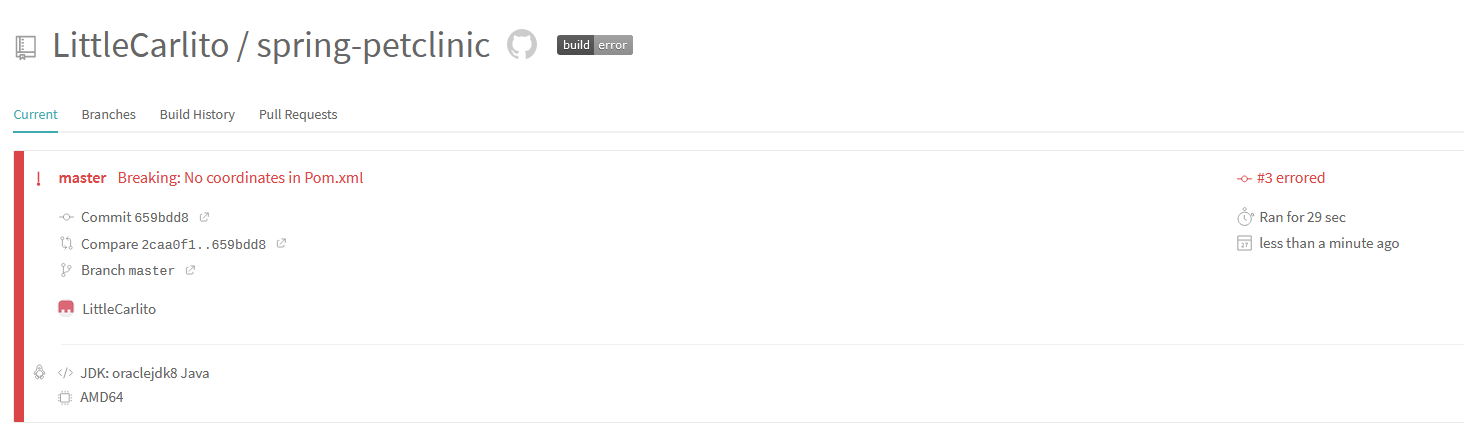 LittleCarlito / spring-petclinic build error
Current Branches Build History Pull Requests
master Breaking: No coordinates in Pom.xml
#3 errored
Commit 659bdd8
Ran for 29 sec
Compare 2caa0f1..659bdd8
27 less than a minute ago
Branch master
LittleCarlito
JDK: oraclejdk8 Java
AMD64